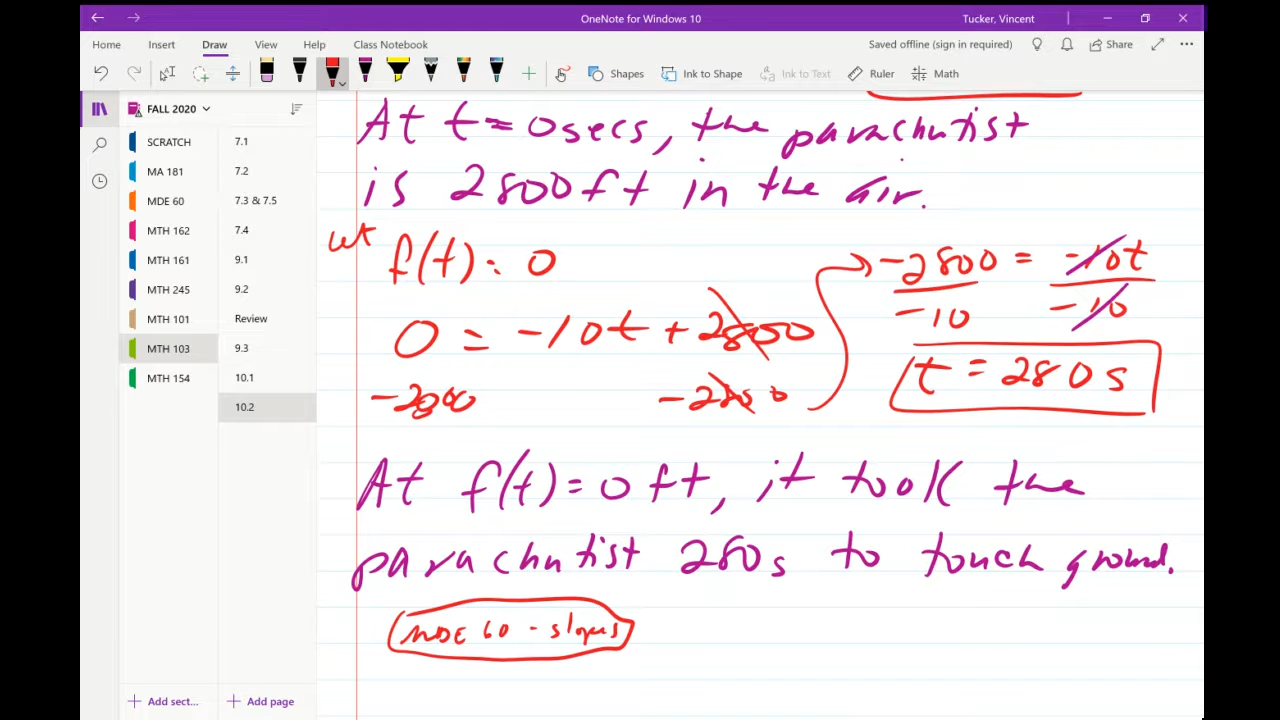 OneNote for Windows 10
Tucker, Vincent
Home Insert Draw View Help Class Notebook
Saved offline (sign in required)
Share
Shapes
Ink to Shape
Ink to Text
Ruler
Math
FALL 2020
SCRATCH
MA 181
MDE 60
MTH 162
MTH 161
MTH 245
MTH 101
MTH 103
MTH 154
7.1
7.2
7.3 & 7.5
7.4
9.1
9.2
Review
9.3
10.1
10.2
Add sect...
Add page
At t = 0 secs, the parachutist
is 2800 ft in the air.
let f(t) = 0
0 = -10t + 2800
-2800 -2800
-2800 = -10t
-10 -10
t = 280 s
At f(t) = 0 ft, it took the
parachutist 280s to touch ground.
MDE 60 - slopes